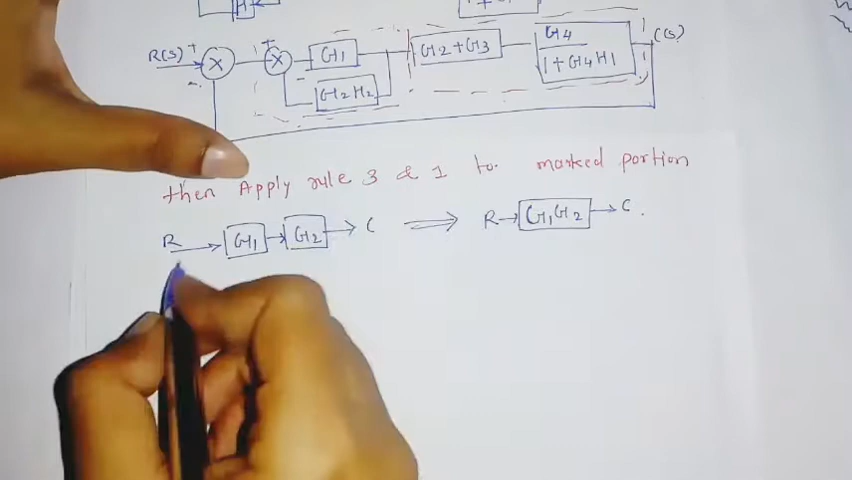 H
R(s) + X + X G1 G2+G3 G4 C(s)
- - G2H2 1+G4H1
then Apply rule 3 & 1 to marked portion
R G1 G2 C ⟹ R G1G2 C.